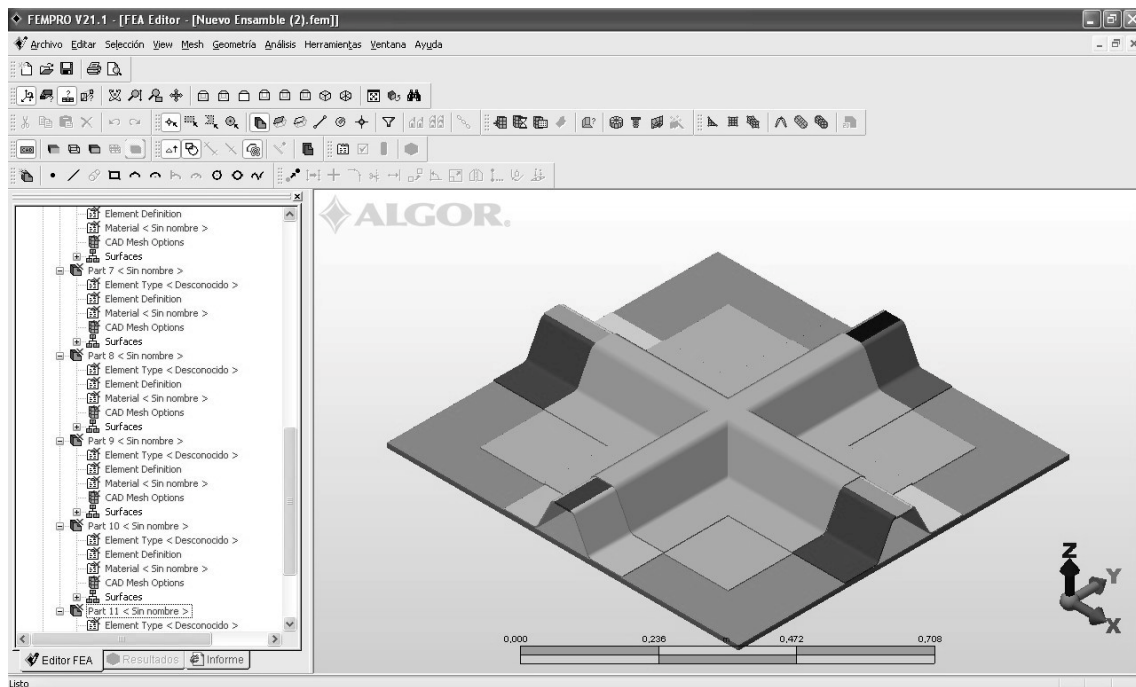 FEMPRO V21.1 - [FEA Editor - [Nuevo Ensamble (2).fem]]
Archivo Editar Selección View Mesh Geometría Análisis Herramientas Ventana Ayuda
Element Definition
Material < Sin nombre >
CAD Mesh Options
Surfaces
Part 7 < Sin nombre >
Element Type < Desconocido >
Element Definition
Material < Sin nombre >
CAD Mesh Options
Surfaces
Part 8 < Sin nombre >
Element Type < Desconocido >
Element Definition
Material < Sin nombre >
CAD Mesh Options
Surfaces
Part 9 < Sin nombre >
Element Type < Desconocido >
Element Definition
Material < Sin nombre >
CAD Mesh Options
Surfaces
Part 10 < Sin nombre >
Element Type < Desconocido >
Element Definition
Material < Sin nombre >
CAD Mesh Options
Surfaces
Part 11 < Sin nombre >
Element Type < Desconocido >
Editor FEA Resultados Informe
Listo
ALGOR.
Z
Y
X
0,000 0,236 m 0,472 0,708